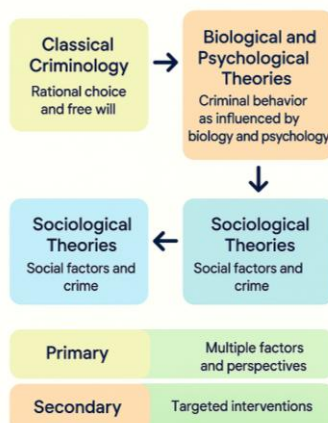 Classical
Criminology
Rational choice
and free will
Biological and
Psychological
Theories
Criminal behavior
as influenced by
biology and psychology
Sociological
Theories
Social factors and
crime
Sociological
Theories
Social factors and
crime
Primary
Multiple factors
and perspectives
Secondary
Targeted interventions